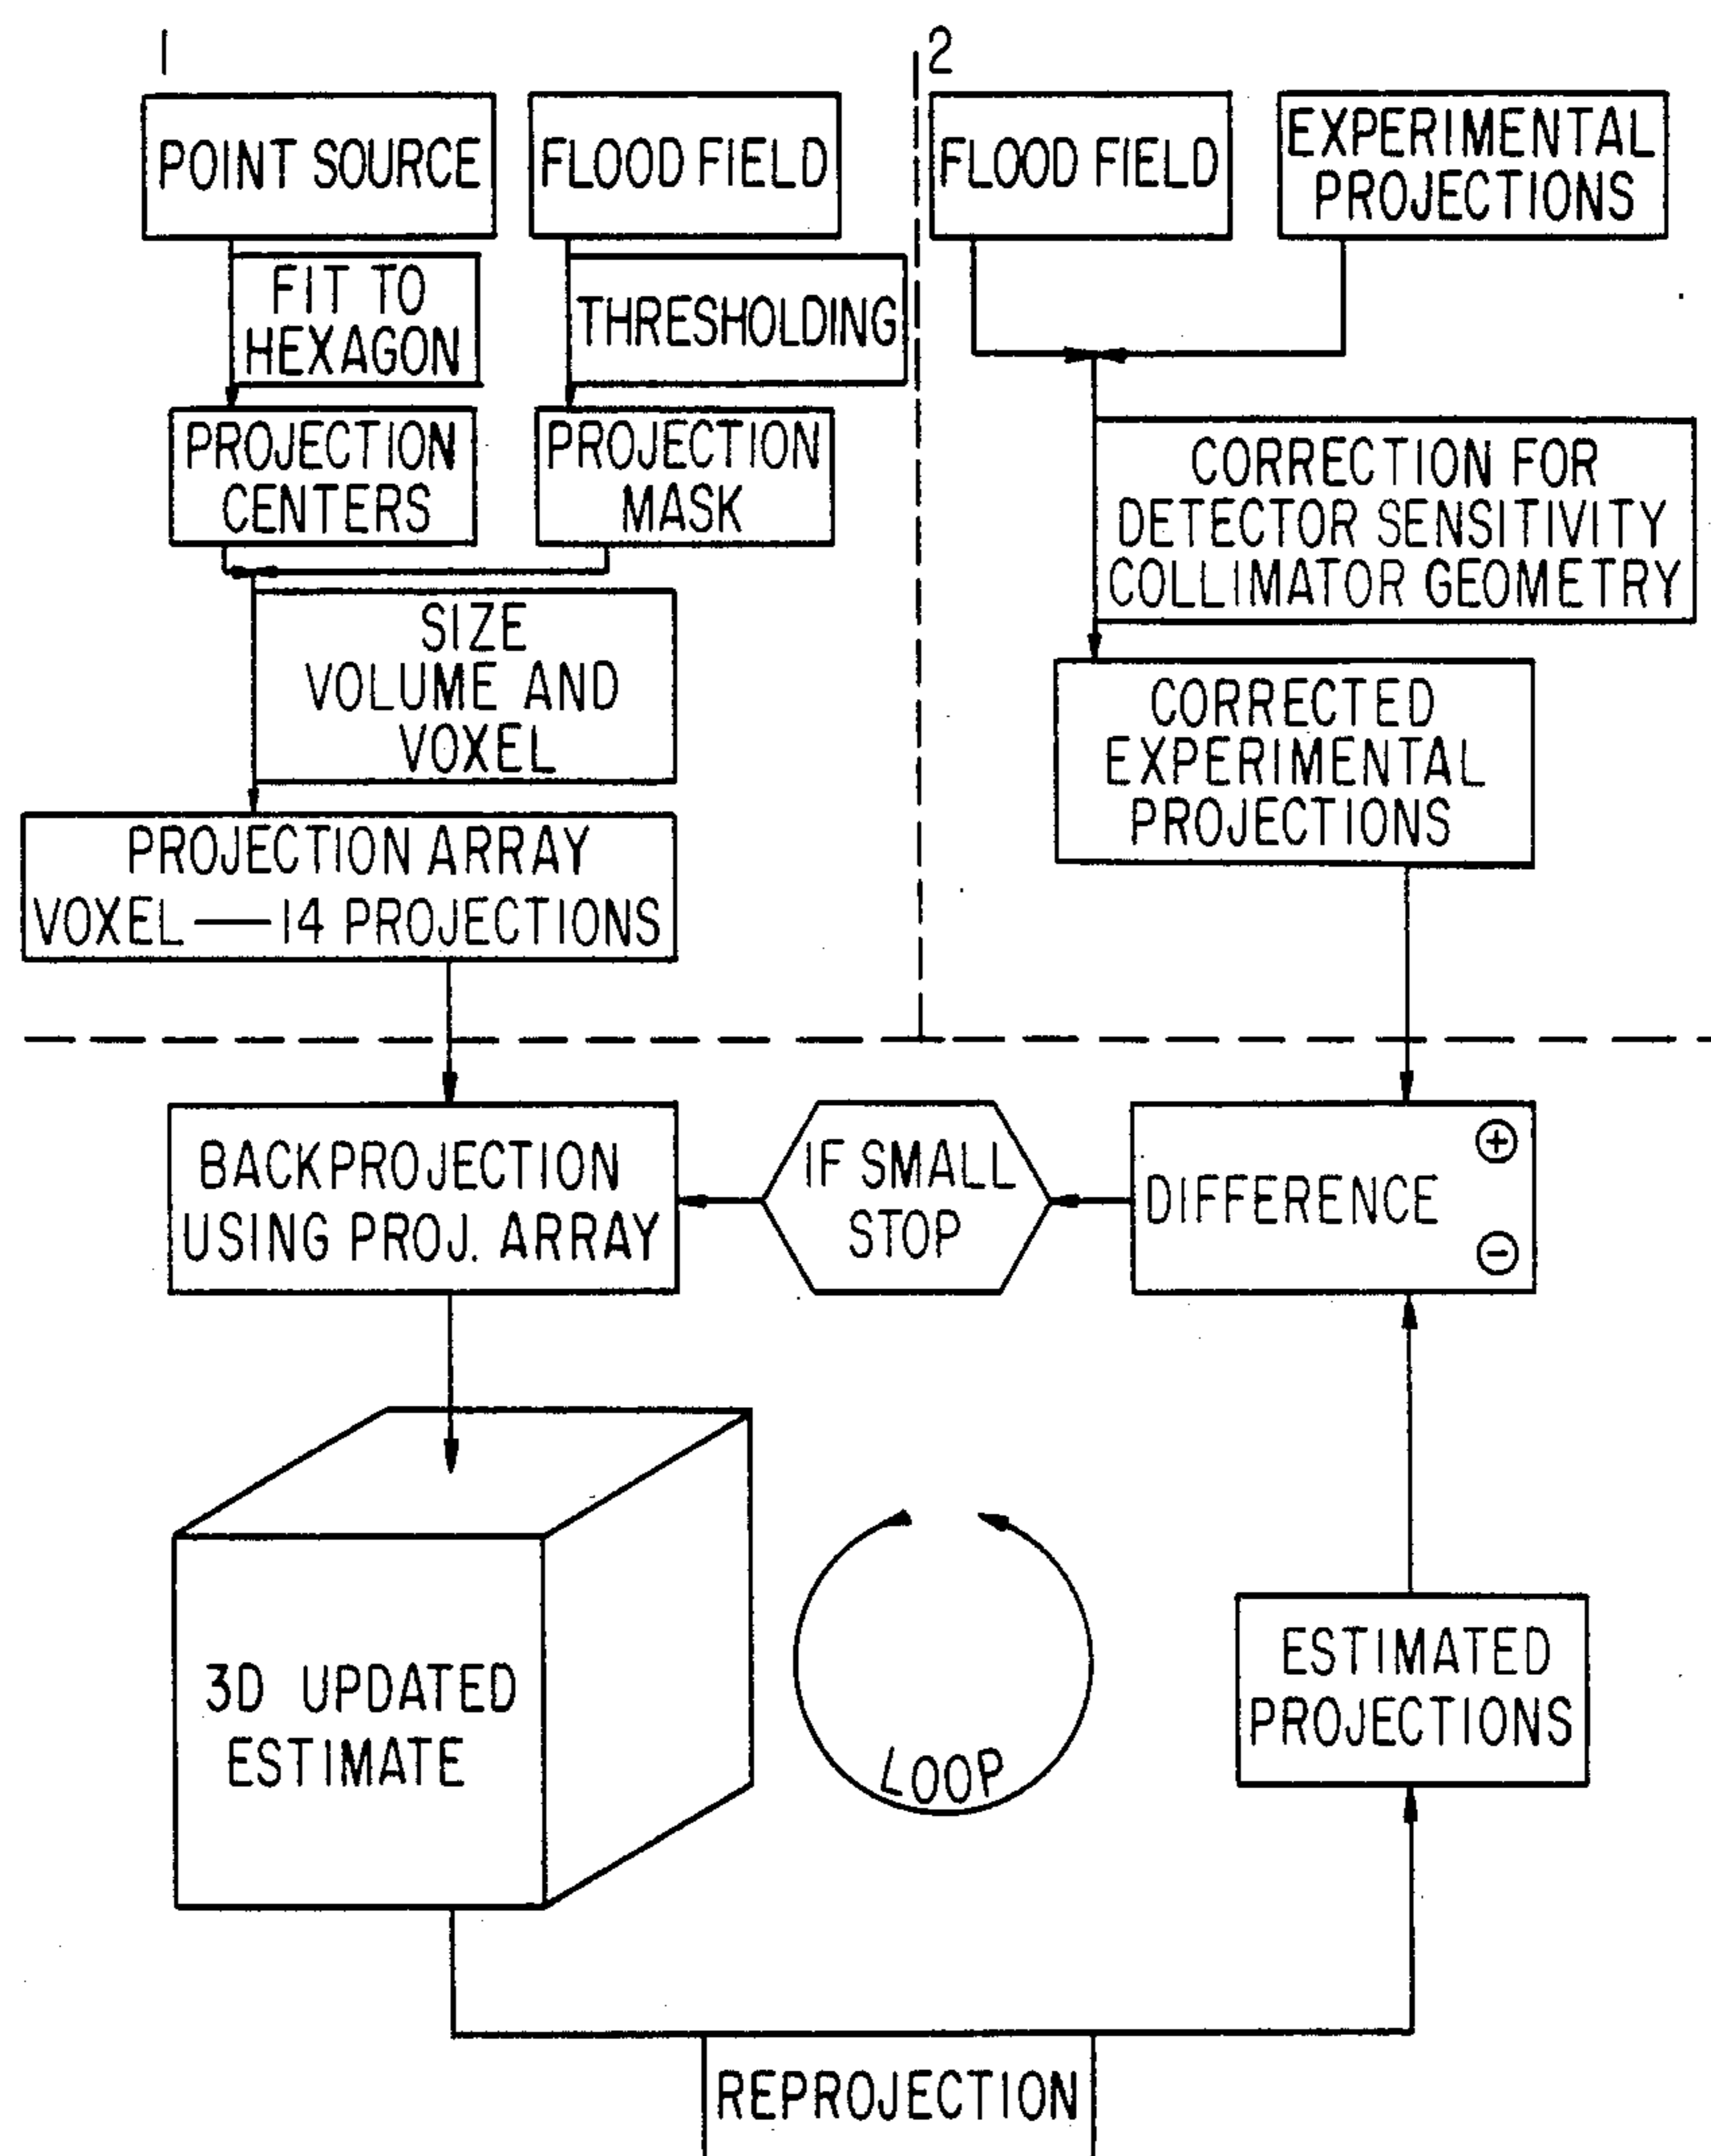 1
POINT SOURCE
FLOOD FIELD
FIT TO
HEXAGON
THRESHOLDING
PROJECTION
CENTERS
PROJECTION
MASK
SIZE
VOLUME AND
VOXEL
PROJECTION ARRAY
VOXEL — 14 PROJECTIONS
2
FLOOD FIELD
EXPERIMENTAL
PROJECTIONS
CORRECTION FOR
DETECTOR SENSITIVITY
COLLIMATOR GEOMETRY
CORRECTED
EXPERIMENTAL
PROJECTIONS
BACKPROJECTION
USING PROJ. ARRAY
IF SMALL
STOP
DIFFERENCE
+
−
3D UPDATED
ESTIMATE
LOOP
ESTIMATED
PROJECTIONS
REPROJECTION